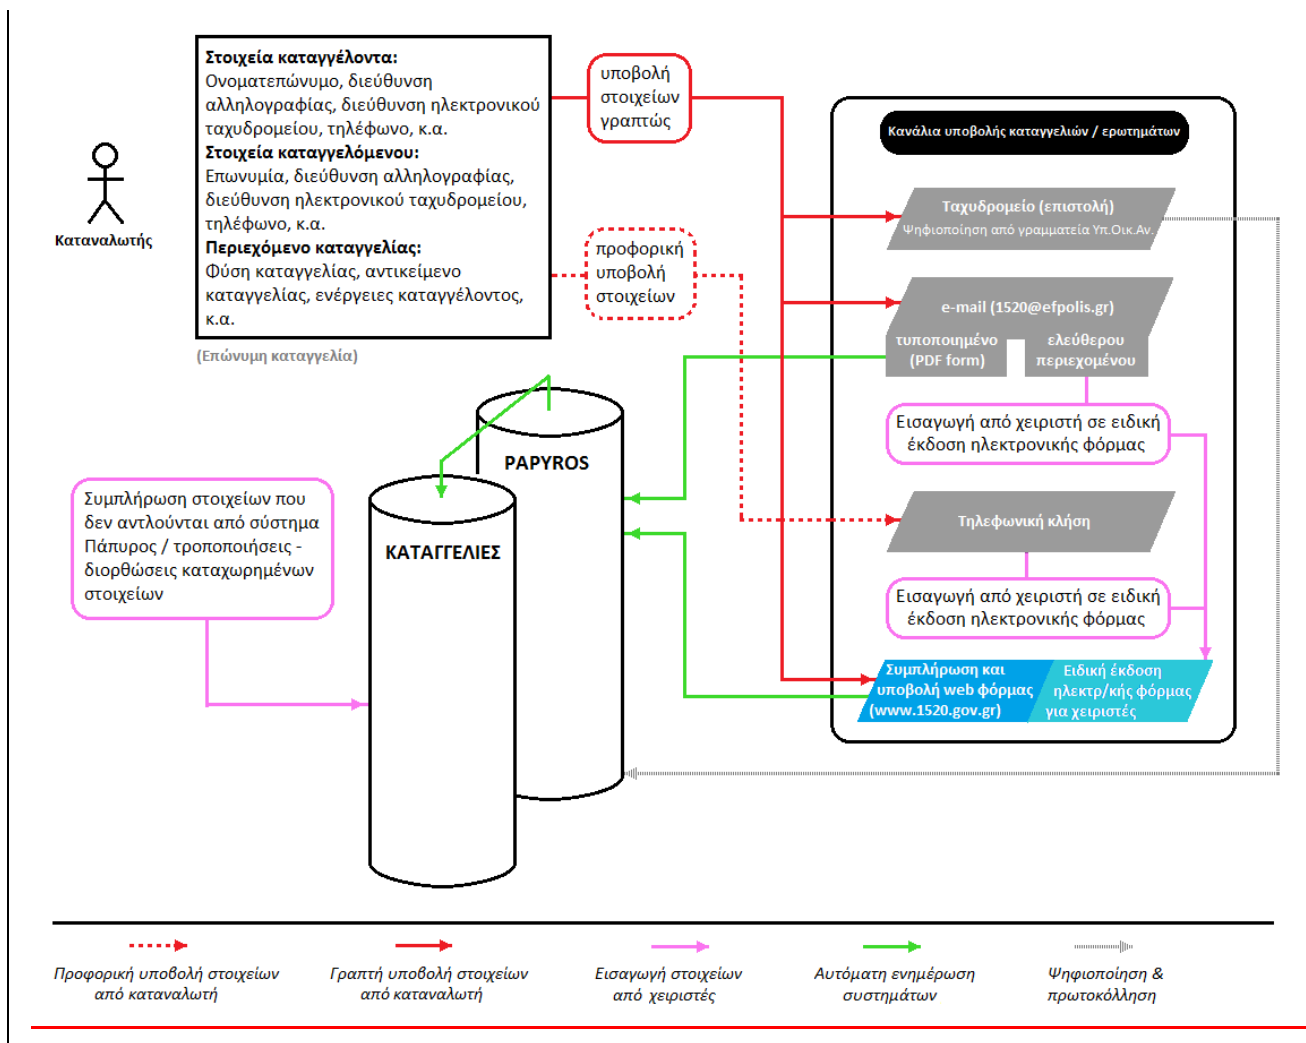 Στοιχεία καταγγέλοντα:
Ονοματεπώνυμο, διεύθυνση
αλληλογραφίας, διεύθυνση ηλεκτρονικού
ταχυδρομείου, τηλέφωνο, κ.α.
Στοιχεία καταγγελόμενου:
Επωνυμία, διεύθυνση αλληλογραφίας,
διεύθυνση ηλεκτρονικού ταχυδρομείου,
τηλέφωνο, κ.α.
Περιεχόμενο καταγγελίας:
Φύση καταγγελίας, αντικείμενο
καταγγελίας, ενέργειες καταγγέλοντος,
κ.α.
(Επώνυμη καταγγελία)
Καταναλωτής
υποβολή
στοιχείων
γραπτώς
προφορική
υποβολή
στοιχείων
Κανάλια υποβολής καταγγελιών / ερωτημάτων
Ταχυδρομείο (επιστολή)
Ψηφιοποίηση από γραμματεία Υπ.Οικ.Αν.
e-mail (1520@efpolis.gr)
τυποποιημένο
(PDF form)
ελεύθερου
περιεχομένου
Εισαγωγή από χειριστή σε ειδική
έκδοση ηλεκτρονικής φόρμας
Τηλεφωνική κλήση
Εισαγωγή από χειριστή σε ειδική
έκδοση ηλεκτρονικής φόρμας
Συμπλήρωση και
υποβολή web φόρμας
(www.1520.gov.gr)
Ειδική έκδοση
ηλεκτρ/κής φόρμας
για χειριστές
PAPYROS
ΚΑΤΑΓΓΕΛΙΕΣ
Συμπλήρωση στοιχείων που
δεν αντλούνται από σύστημα
Πάπυρος / τροποποιήσεις -
διορθώσεις καταχωρημένων
στοιχείων
Προφορική υποβολή στοιχείων
από καταναλωτή
Γραπτή υποβολή στοιχείων
από καταναλωτή
Εισαγωγή στοιχείων
από χειριστές
Αυτόματη ενημέρωση
συστημάτων
Ψηφιοποίηση &
πρωτοκόλληση